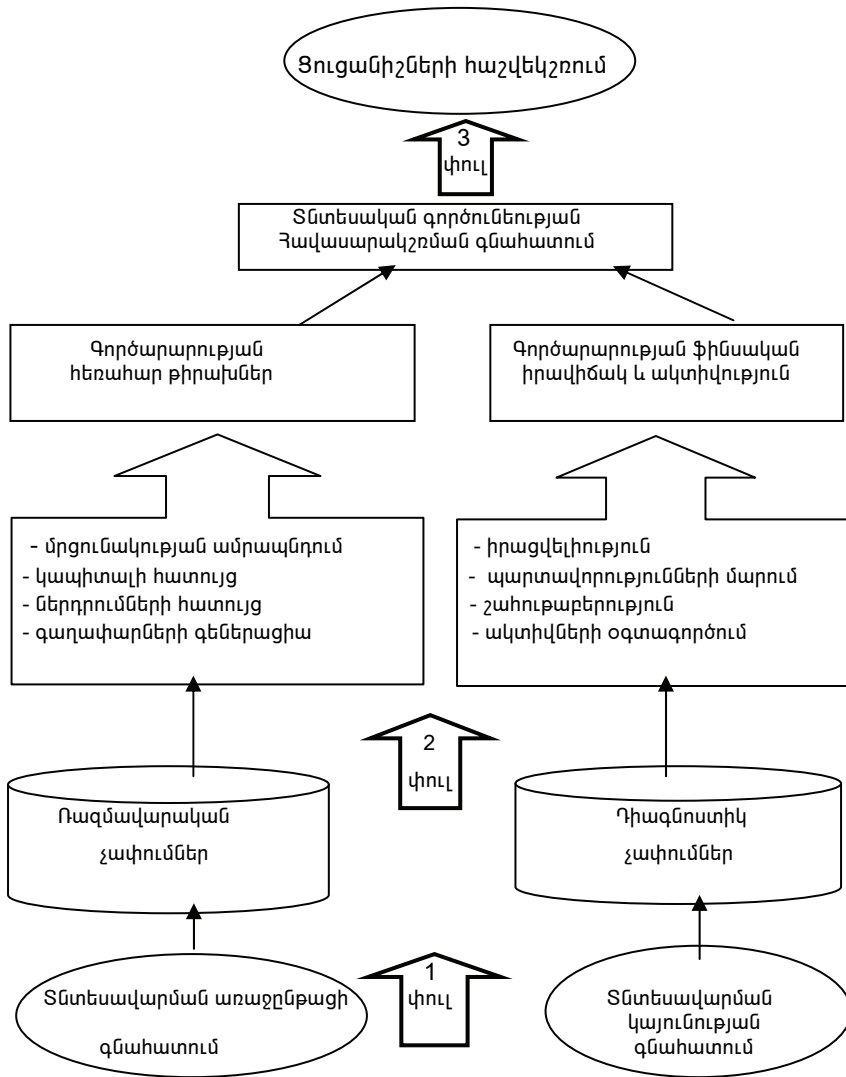 Ցուցանիշների հաշվեկշռում
3
փուլ
Տնտեսական գործունեության
Հավասարակշռման գնահատում
Գործարարության
հեռահար թիրախներ
Գործարարության ֆինսական
իրավիճակ և ակտիվություն
- մրցունակության ամրապնդում
- կապիտալի հատույց
- ներդրումների հատույց
- գաղափարների գեներացիա
- իրացվելիություն
- պարտավորությունների մարում
- շահութաբերություն
- ակտիվների օգտագործում
2
փուլ
Ռազմավարական
չափումներ
Դիագնոստիկ
չափումներ
1
փուլ
Տնտեսավարման առաջընթացի
գնահատում
Տնտեսավարման
կայունության
գնահատում